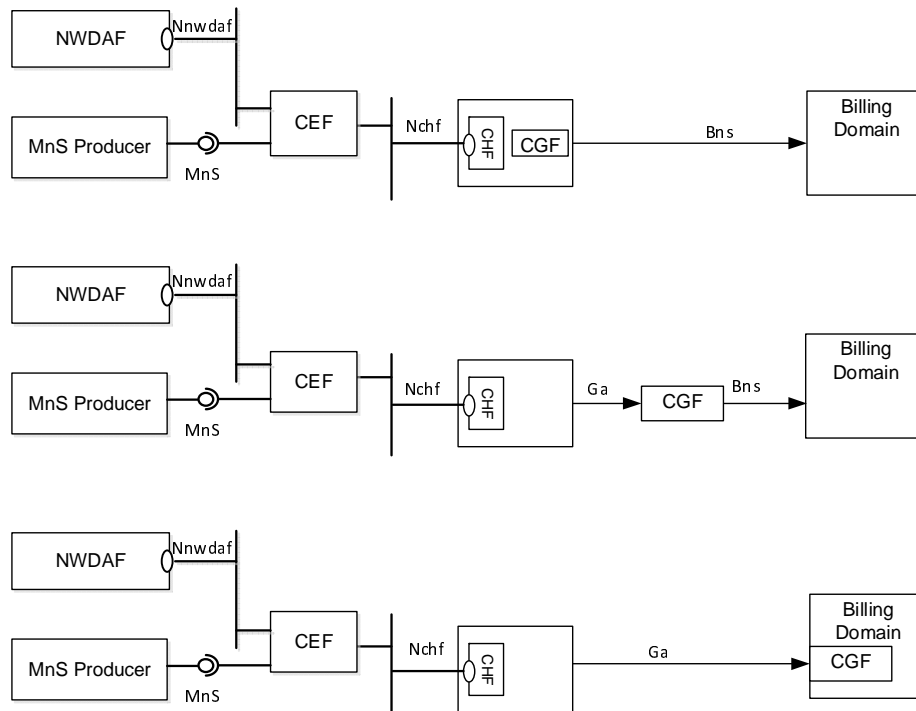 Nnwdaf
NWDAF
CEF
MnS Producer
MnS
Nchf
CHF
CGF
Bns
Billing
Domain
Nnwdaf
NWDAF
CEF
MnS Producer
MnS
Nchf
CHF
Ga
CGF
Bns
Billing
Domain
Nnwdaf
NWDAF
CEF
MnS Producer
MnS
Nchf
CHF
Ga
Billing
Domain
CGF